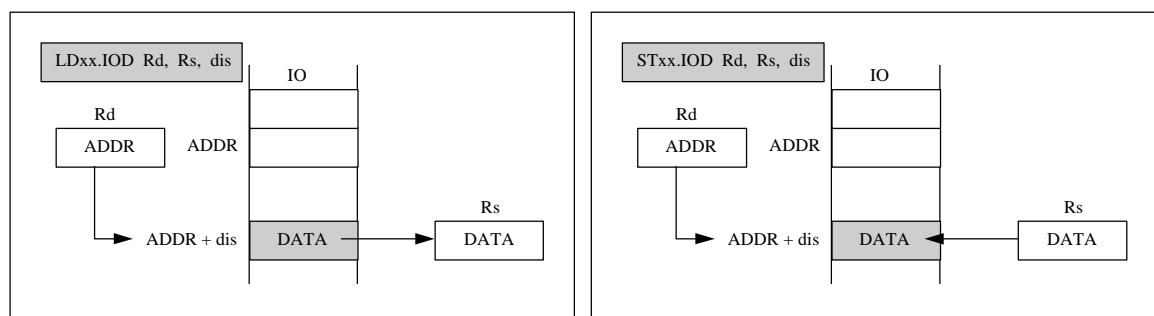 LDxx.IOD Rd, Rs, dis
IO
Rd
ADDR
ADDR
Rs
ADDR + dis
DATA
DATA
STxx.IOD Rd, Rs, dis
IO
Rd
ADDR
ADDR
Rs
ADDR + dis
DATA
DATA